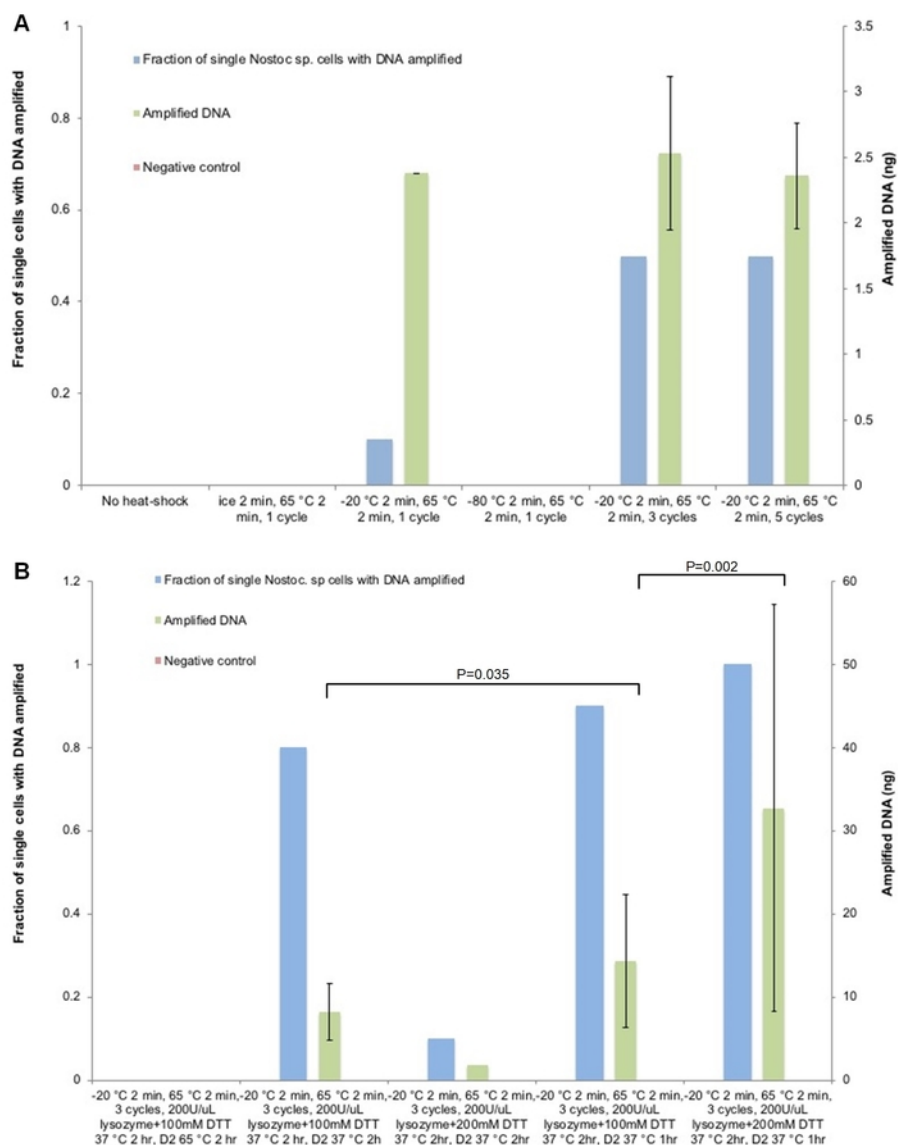 A
1
0.8
0.6
0.4
0.2
0
Fraction of single cells with DNA amplified
Fraction of single Nostoc sp. cells with DNA amplified
Amplified DNA
Negative control
3.5
3
2.5
2
1.5
1
0.5
0
Amplified DNA (ng)
No heat-shock
ice 2 min, 65 °C 2
min, 1 cycle
-20 °C 2 min, 65 °C
2 min, 1 cycle
-80 °C 2 min, 65 °C
2 min, 1 cycle
-20 °C 2 min, 65 °C
2 min, 3 cycles
-20 °C 2 min, 65 °C
2 min, 5 cycles
B
1.2
1
0.8
0.6
0.4
0.2
0
Fraction of single cells with DNA amplified
Fraction of single Nostoc. sp cells with DNA amplified
Amplified DNA
Negative control
P=0.035
P=0.002
60
50
40
30
20
10
0
Amplified DNA (ng)
-20 °C 2 min, 65 °C 2 min,
3 cycles, 200U/uL
lysozyme+100mM DTT
37 °C 2 hr, D2 65 °C 2 hr
-20 °C 2 min, 65 °C 2 min,
3 cycles, 200U/uL
lysozyme+100mM DTT
37 °C 2 hr, D2 37 °C 2h
-20 °C 2 min, 65 °C 2 min,
3 cycles, 200U/uL
lysozyme+200mM DTT
37 °C 2hr, D2 37 °C 2hr
-20 °C 2 min, 65 °C 2 min,
3 cycles, 200U/uL
lysozyme+100mM DTT
37 °C 2hr, D2 37 °C 1hr
-20 °C 2 min, 65 °C 2 min,
3 cycles, 200U/uL
lysozyme+200mM DTT
37 °C 2hr, D2 37 °C 1hr